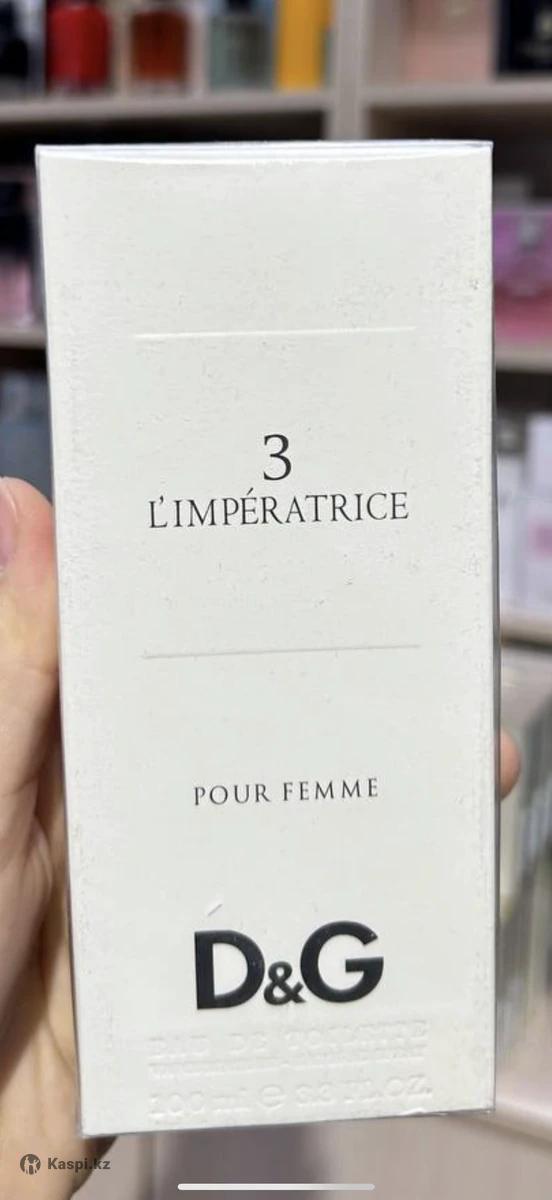 3
L'IMPÉRATRICE
POUR FEMME
D&G
EAU DE TOILETTE
100 ml e 3.3 FL.OZ.
Kaspi.kz